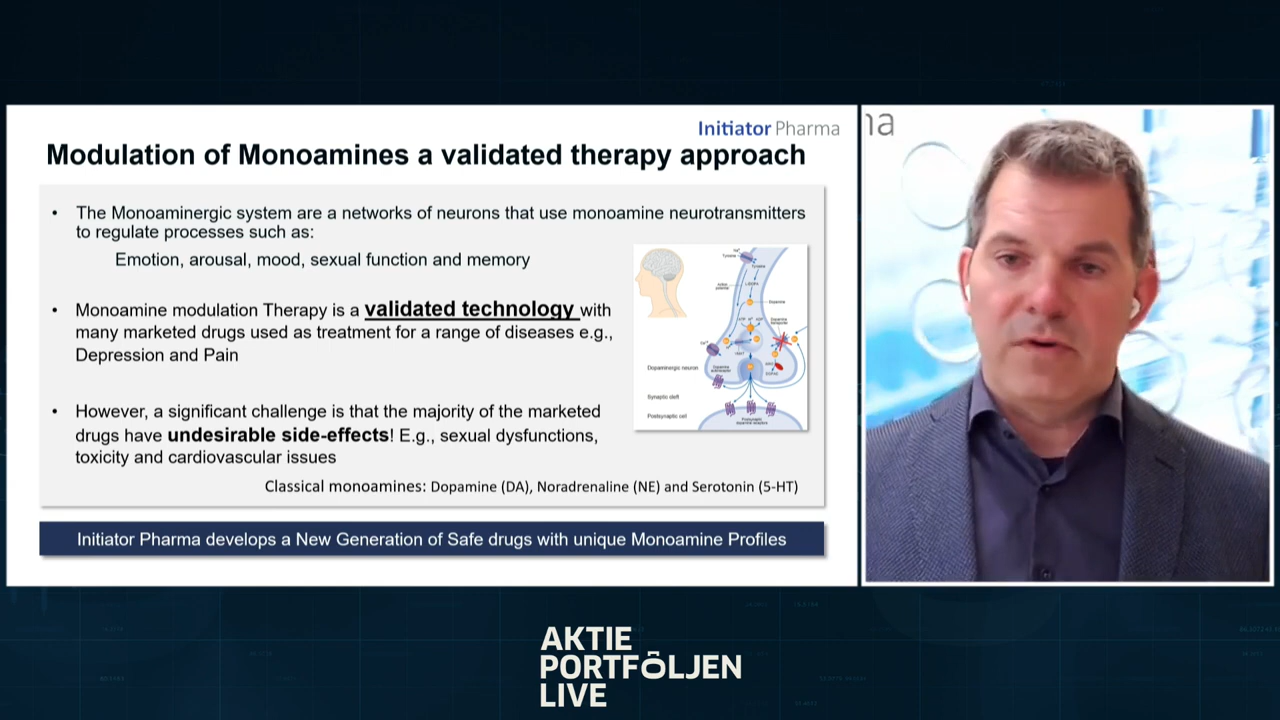 Initiator Pharma
na
Modulation of Monoamines a validated therapy approach
• The Monoaminergic system are a networks of neurons that use monoamine neurotransmitters
to regulate processes such as:
Emotion, arousal, mood, sexual function and memory
• Monoamine modulation Therapy is a validated technology with
many marketed drugs used as treatment for a range of diseases e.g.,
Depression and Pain
Tyrosine
Tyrosine
L-DOPA
Dopamine
Dopaminergic neuron
Synaptic cleft
Postsynaptic cell
• However, a significant challenge is that the majority of the marketed
drugs have undesirable side-effects! E.g., sexual dysfunctions,
toxicity and cardiovascular issues
Classical monoamines: Dopamine (DA), Noradrenaline (NE) and Serotonin (5-HT)
Initiator Pharma develops a New Generation of Safe drugs with unique Monoamine Profiles
AKTIE
PORTFÖLJEN
LIVE